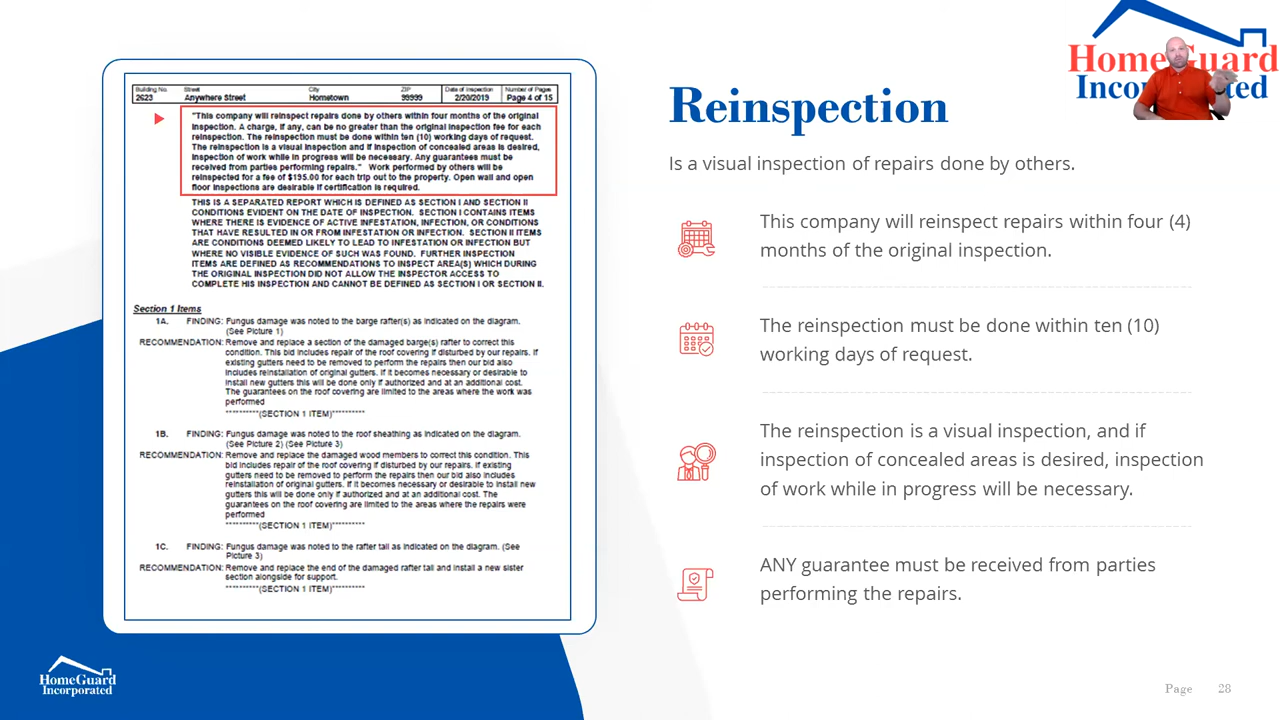 Building No. Street City ZIP Date of Inspection Number of Pages
2623 Anywhere Street Hometown 99999 2/20/2019 Page 4 of 15
"This company will reinspect repairs done by others within four months of the original
inspection. A charge, if any, can be no greater than the original inspection fee for each
reinspection. The reinspection must be done within ten (10) working days of request.
The reinspection is a visual inspection and if inspection of concealed areas is desired,
inspection of work while in progress will be necessary. Any guarantees must be
received from parties performing repairs." Work performed by others will be
reinspected for a fee of $195.00 for each trip out to the property. Open wall and open
floor inspections are desirable if certification is required.
THIS IS A SEPARATED REPORT WHICH IS DEFINED AS SECTION I AND SECTION II
CONDITIONS EVIDENT ON THE DATE OF INSPECTION. SECTION I CONTAINS ITEMS
WHERE THERE IS EVIDENCE OF ACTIVE INFESTATION, INFECTION, OR CONDITIONS
THAT HAVE RESULTED IN OR FROM INFESTATION OR INFECTION. SECTION II ITEMS
ARE CONDITIONS DEEMED LIKELY TO LEAD TO INFESTATION OR INFECTION BUT
WHERE NO VISIBLE EVIDENCE OF SUCH WAS FOUND. FURTHER INSPECTION
ITEMS ARE DEFINED AS RECOMMENDATIONS TO INSPECT AREA(S) WHICH DURING
THE ORIGINAL INSPECTION DID NOT ALLOW THE INSPECTOR ACCESS TO
COMPLETE HIS INSPECTION AND CANNOT BE DEFINED AS SECTION I OR SECTION II.
Section 1 Items
1A. FINDING: Fungus damage was noted to the barge rafter(s) as indicated on the diagram.
(See Picture 1)
RECOMMENDATION: Remove and replace a section of the damaged barge(s) rafter to correct this
condition. This bid includes repair of the roof covering if disturbed by our repairs. If
existing gutters need to be removed to perform the repairs then our bid also
includes reinstallation of original gutters. If it becomes necessary or desirable to
install new gutters this will be done only if authorized and at an additional cost.
The guarantees on the roof covering are limited to the areas where the work was
performed
**********(SECTION 1 ITEM)**********
1B. FINDING: Fungus damage was noted to the roof sheathing as indicated on the diagram.
(See Picture 2) (See Picture 3)
RECOMMENDATION: Remove and replace the damaged wood members to correct this condition. This
bid includes repair of the roof covering if disturbed by our repairs. If existing
gutters need to be removed to perform the repairs then our bid also includes
reinstallation of original gutters. If it becomes necessary or desirable to install new
gutters this will be done only if authorized and at an additional cost. The
guarantees on the roof covering are limited to the areas where the repairs were
performed
**********(SECTION 1 ITEM)**********
1C. FINDING: Fungus damage was noted to the rafter tail as indicated on the diagram. (See
Picture 3)
RECOMMENDATION: Remove and replace the end of the damaged rafter tail and install a new sister
section alongside for support.
**********(SECTION 1 ITEM)**********
HomeGuard
Incorporated
Reinspection
Is a visual inspection of repairs done by others.
This company will reinspect repairs within four (4)
months of the original inspection.
The reinspection must be done within ten (10)
working days of request.
The reinspection is a visual inspection, and if
inspection of concealed areas is desired, inspection
of work while in progress will be necessary.
ANY guarantee must be received from parties
performing the repairs.
HomeGuard
Incorporated
Page 28